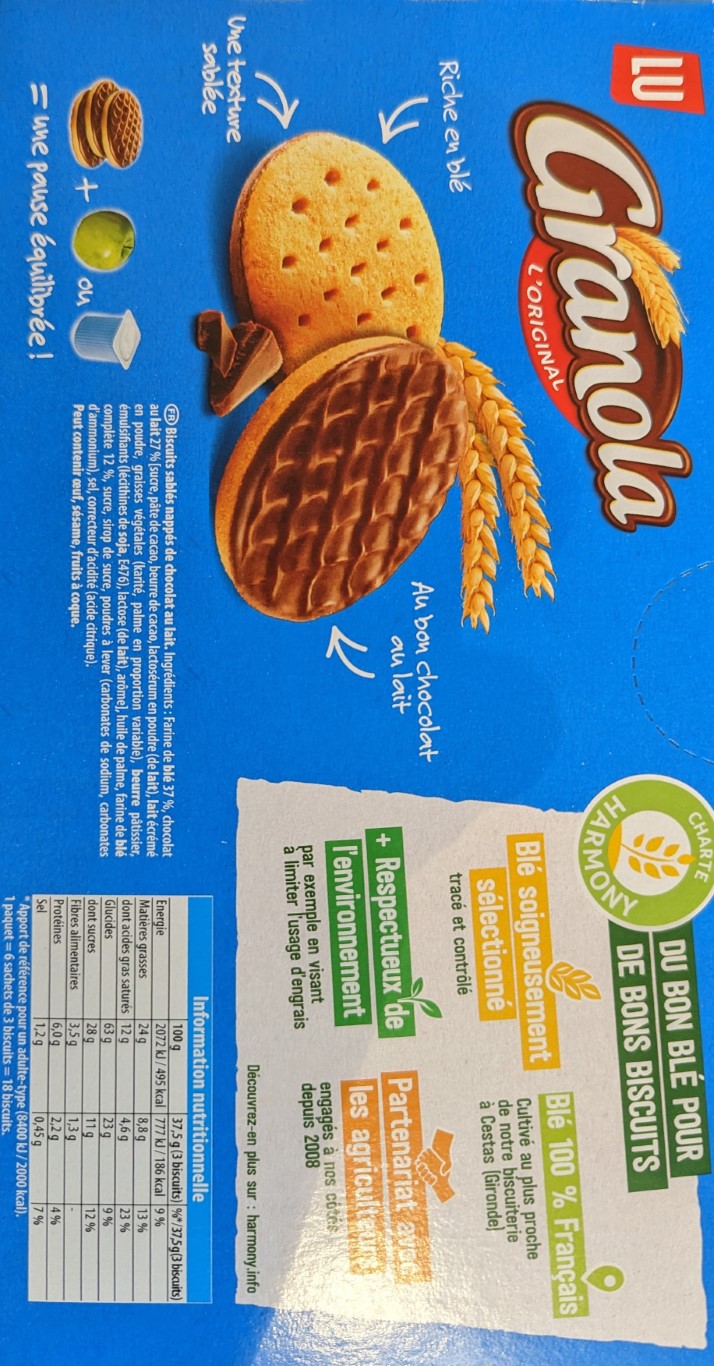 LU
Granola
L'ORIGINAL
Riche en blé
Une texture
sablée
Au bon chocolat
au lait
+
ou
= une pause équilibrée !
CHARTE
HARMONY
DU BON BLÉ POUR
DE BONS BISCUITS
Blé soigneusement
sélectionné
tracé et contrôlé
Blé 100 % Français
Cultivé au plus proche
de notre biscuiterie
à Cestas (Gironde)
+ Respectueux de
l'environnement
par exemple en visant
à limiter l'usage d'engrais
Partenariat avec
les agriculteurs
engagés à nos côtés
depuis 2008
Découvrez-en plus sur : harmony.info
FR Biscuits sablés nappés de chocolat au lait. Ingrédients : Farine de blé 37 %, chocolat
au lait 27 % [sucre, pâte de cacao, beurre de cacao, lactosérum en poudre (de lait), lait écrémé
en poudre, graisses végétales (karité, palme en proportion variable), beurre pâtissier,
émulsifiants (lécithines de soja, E476), lactose (de lait), arôme], huile de palme, farine de blé
complète 12 %, sucre, sirop de sucre, poudres à lever (carbonates de sodium, carbonates
d'ammonium), sel, correcteur d'acidité (acide citrique).
Peut contenir œuf, sésame, fruits à coque.
Information nutritionnelle
100 g 37,5 g (3 biscuits) %*/37,5g(3 biscuits)
Energie 2072 kJ / 495 kcal 777 kJ / 186 kcal 9 %
Matières grasses 24 g 8,8 g 13 %
dont acides gras saturés 12 g 4,6 g 23 %
Glucides 63 g 23 g 9 %
dont sucres 28 g 11 g 12 %
Fibres alimentaires 3,5 g 1,3 g -
Protéines 6,0 g 2,2 g 4 %
Sel 1,2 g 0,45 g 7 %
*Apport de référence pour un adulte-type (8400 kJ / 2000 kcal).
1 paquet = 6 sachets de 3 biscuits = 18 biscuits.